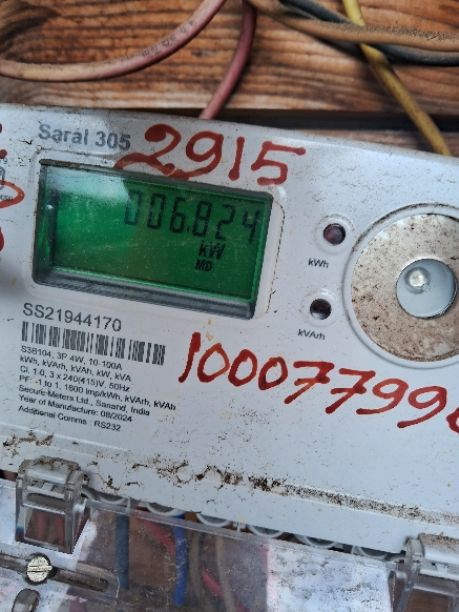 Saral 305
2915
006.824
kW
MD
kWh
kVArh
SS21944170
S3B104, 3P 4W, 10-100A
kWh, kVArh, kVAh, kW, kVA
Cl. 1.0, 3 x 240(415)V, 50Hz
PF: -1 to 1, 1600 imp/kWh, kVArh, kVAh
Secure Meters Ltd., Sanand, India
Year of Manufacture: 08/2024
Additional Comms : RS232
10007799